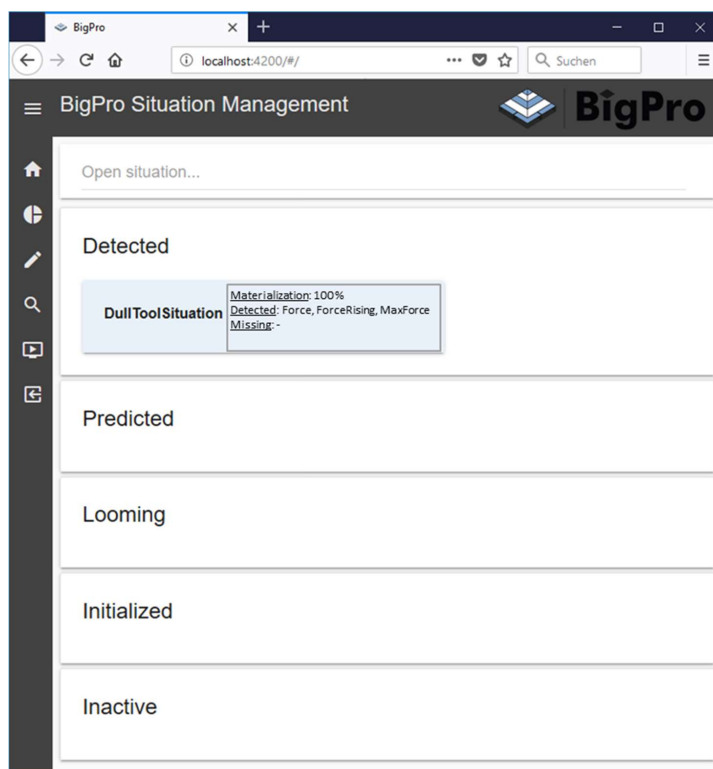 BigPro
localhost:4200/#/
Suchen
BigPro Situation Management
BigPro
Open situation...
Detected
DullToolSituation
Materialization: 100%
Detected: Force, ForceRising, MaxForce
Missing: -
Predicted
Looming
Initialized
Inactive